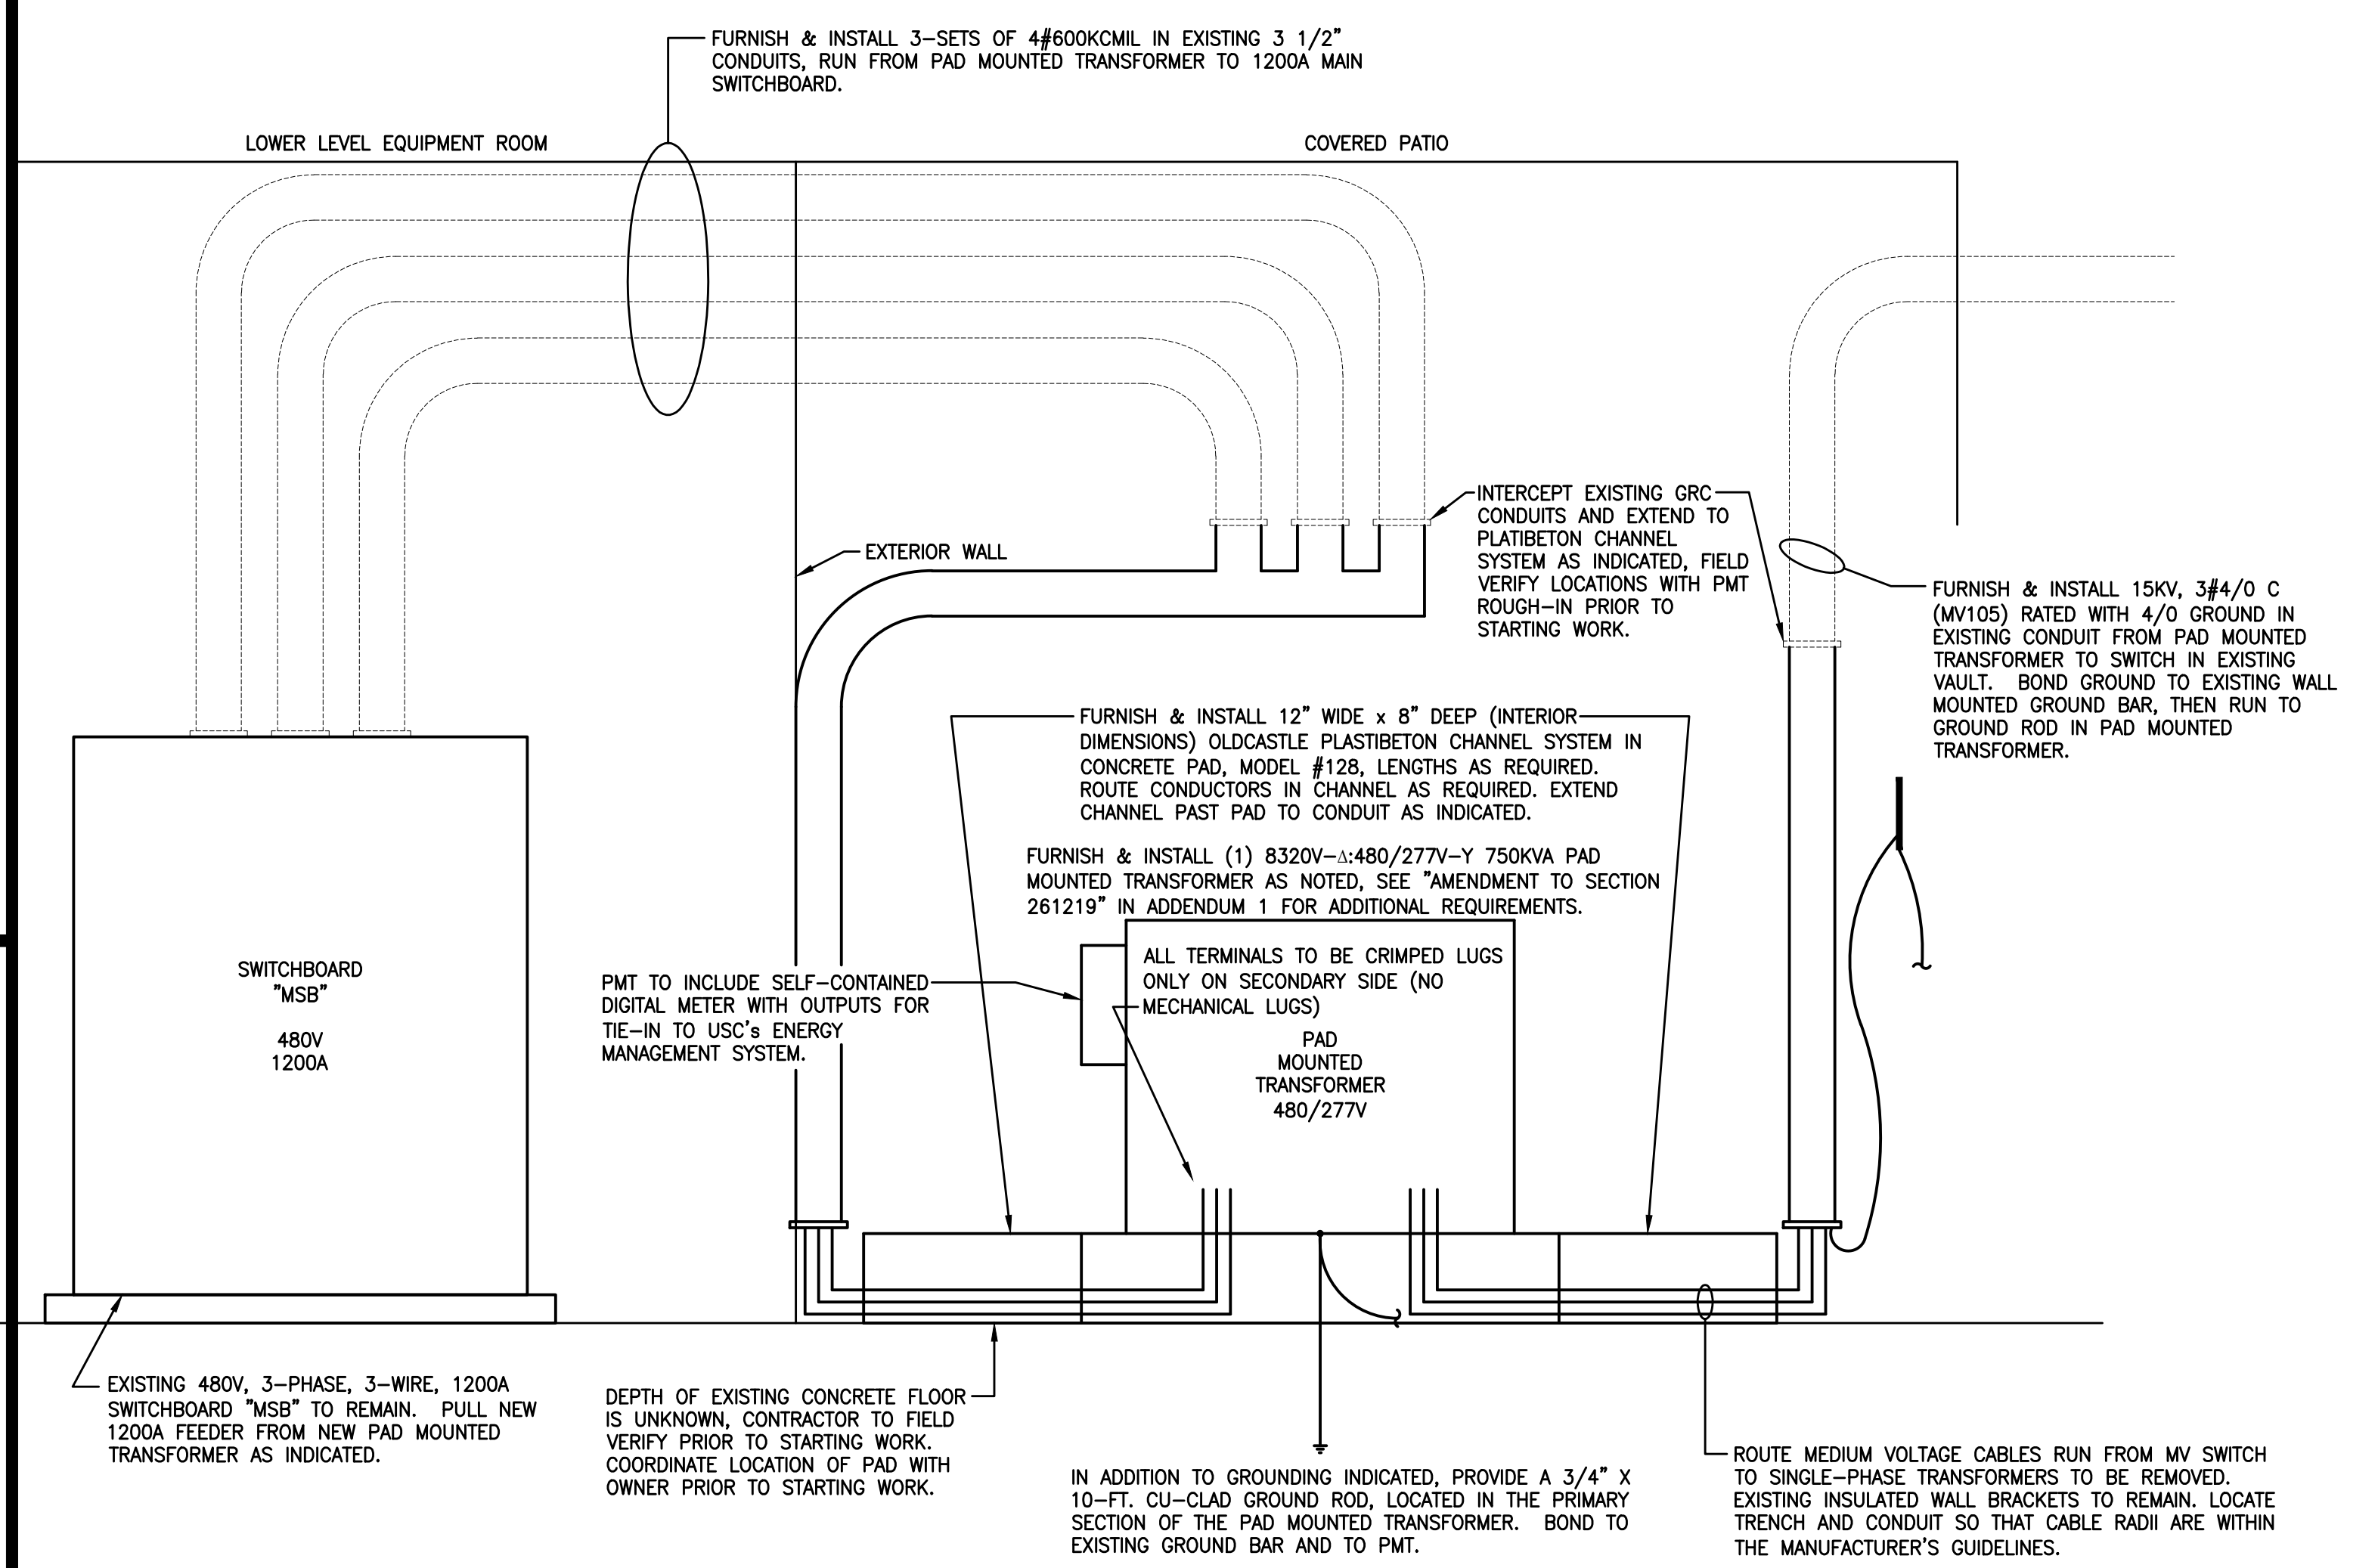 FURNISH & INSTALL 3-SETS OF 4#600KCMIL IN EXISTING 3 1/2"
CONDUITS, RUN FROM PAD MOUNTED TRANSFORMER TO 1200A MAIN
SWITCHBOARD.
LOWER LEVEL EQUIPMENT ROOM
COVERED PATIO
INTERCEPT EXISTING GRC
CONDUITS AND EXTEND TO
PLATIBETON CHANNEL
SYSTEM AS INDICATED, FIELD
VERIFY LOCATIONS WITH PMT
ROUGH-IN PRIOR TO
STARTING WORK.
EXTERIOR WALL
FURNISH & INSTALL 15KV, 3#4/0 C
(MV105) RATED WITH 4/0 GROUND IN
EXISTING CONDUIT FROM PAD MOUNTED
TRANSFORMER TO SWITCH IN EXISTING
VAULT. BOND GROUND TO EXISTING WALL
MOUNTED GROUND BAR, THEN RUN TO
GROUND ROD IN PAD MOUNTED
TRANSFORMER.
FURNISH & INSTALL 12" WIDE x 8" DEEP (INTERIOR
DIMENSIONS) OLDCASTLE PLASTIBETON CHANNEL SYSTEM IN
CONCRETE PAD, MODEL #128, LENGTHS AS REQUIRED.
ROUTE CONDUCTORS IN CHANNEL AS REQUIRED. EXTEND
CHANNEL PAST PAD TO CONDUIT AS INDICATED.
FURNISH & INSTALL (1) 8320V-Δ:480/277V-Y 750KVA PAD
MOUNTED TRANSFORMER AS NOTED, SEE "AMENDMENT TO SECTION
261219" IN ADDENDUM 1 FOR ADDITIONAL REQUIREMENTS.
ALL TERMINALS TO BE CRIMPED LUGS
ONLY ON SECONDARY SIDE (NO
MECHANICAL LUGS)
PAD
MOUNTED
TRANSFORMER
480/277V
SWITCHBOARD
"MSB"
480V
1200A
PMT TO INCLUDE SELF-CONTAINED
DIGITAL METER WITH OUTPUTS FOR
TIE-IN TO USC's ENERGY
MANAGEMENT SYSTEM.
EXISTING 480V, 3-PHASE, 3-WIRE, 1200A
SWITCHBOARD "MSB" TO REMAIN. PULL NEW
1200A FEEDER FROM NEW PAD MOUNTED
TRANSFORMER AS INDICATED.
DEPTH OF EXISTING CONCRETE FLOOR
IS UNKNOWN, CONTRACTOR TO FIELD
VERIFY PRIOR TO STARTING WORK.
COORDINATE LOCATION OF PAD WITH
OWNER PRIOR TO STARTING WORK.
IN ADDITION TO GROUNDING INDICATED, PROVIDE A 3/4" X
10-FT. CU-CLAD GROUND ROD, LOCATED IN THE PRIMARY
SECTION OF THE PAD MOUNTED TRANSFORMER. BOND TO
EXISTING GROUND BAR AND TO PMT.
ROUTE MEDIUM VOLTAGE CABLES RUN FROM MV SWITCH
TO SINGLE-PHASE TRANSFORMERS TO BE REMOVED.
EXISTING INSULATED WALL BRACKETS TO REMAIN. LOCATE
TRENCH AND CONDUIT SO THAT CABLE RADII ARE WITHIN
THE MANUFACTURER'S GUIDELINES.